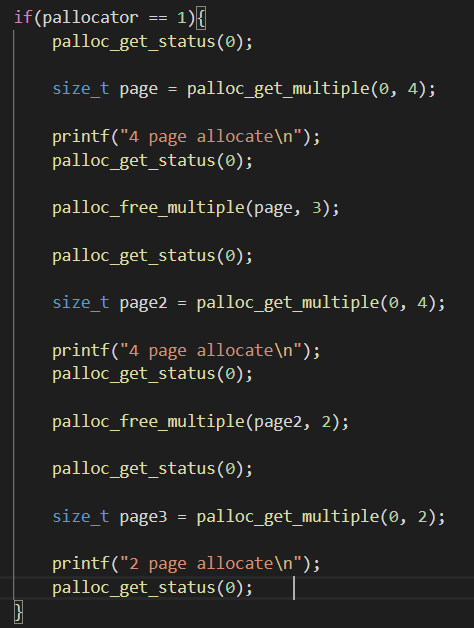 if(pallocator == 1){
palloc_get_status(0);
size_t page = palloc_get_multiple(0, 4);
printf("4 page allocate\n");
palloc_get_status(0);
palloc_free_multiple(page, 3);
palloc_get_status(0);
size_t page2 = palloc_get_multiple(0, 4);
printf("4 page allocate\n");
palloc_get_status(0);
palloc_free_multiple(page2, 2);
palloc_get_status(0);
size_t page3 = palloc_get_multiple(0, 2);
printf("2 page allocate\n");
palloc_get_status(0);
}